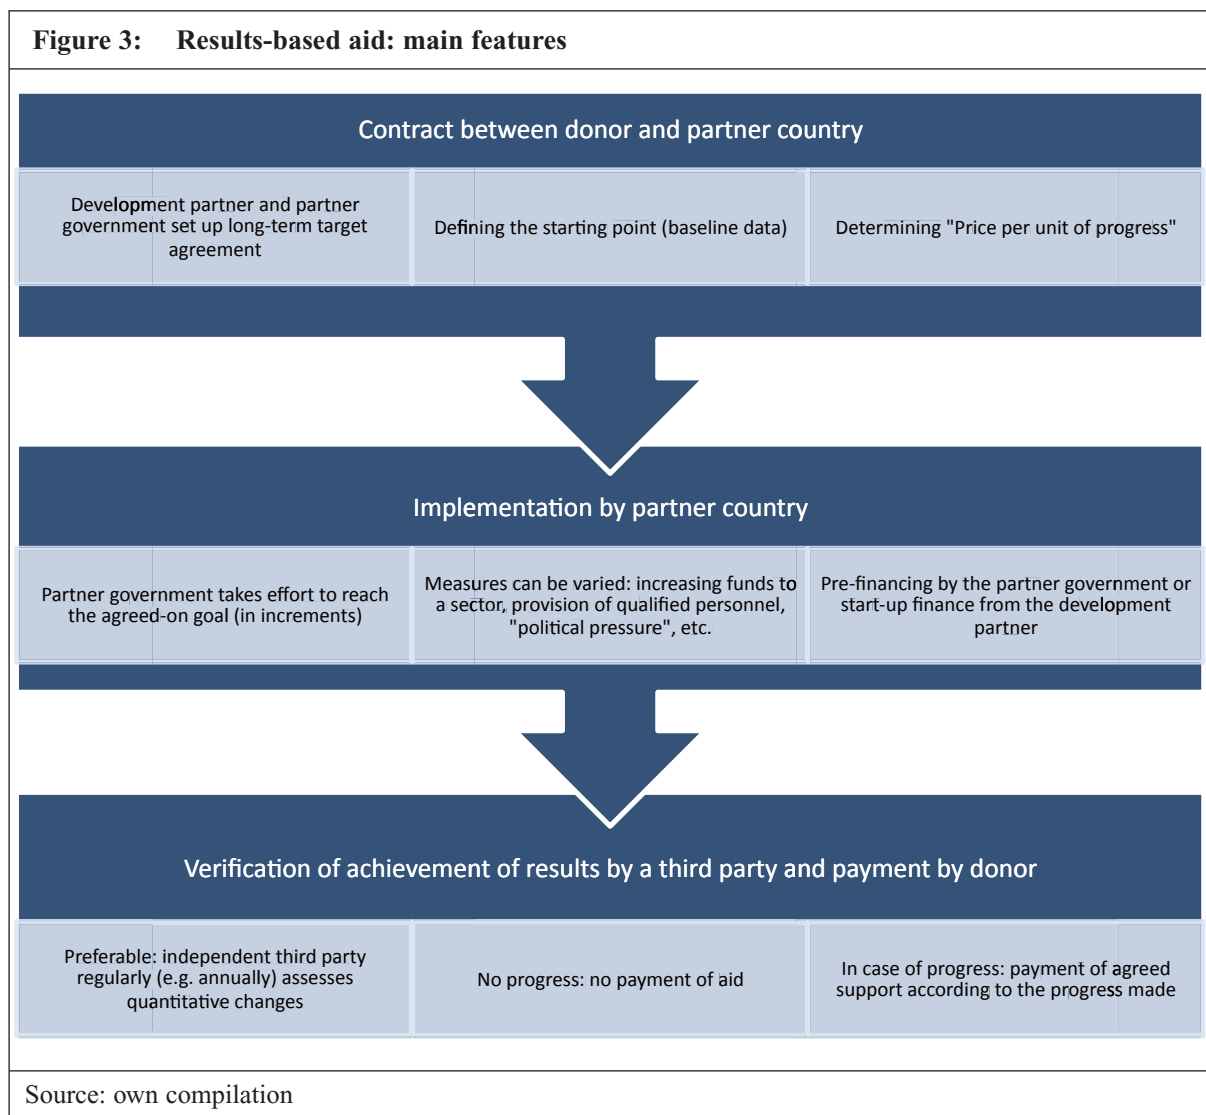 Figure 3: Results-based aid: main features
Contract between donor and partner country
Development partner and partner
government set up long-term target
agreement
Defining the starting point (baseline data)
Determining "Price per unit of progress"
Implementation by partner country
Partner government takes effort to reach
the agreed-on goal (in increments)
Measures can be varied: increasing funds to
a sector, provision of qualified personnel,
"political pressure", etc.
Pre-financing by the partner government or
start-up finance from the development
partner
Verification of achievement of results by a third party and payment by donor
Preferable: independent third party
regularly (e.g. annually) assesses
quantitative changes
No progress: no payment of aid
In case of progress: payment of agreed
support according to the progress made
Source: own compilation